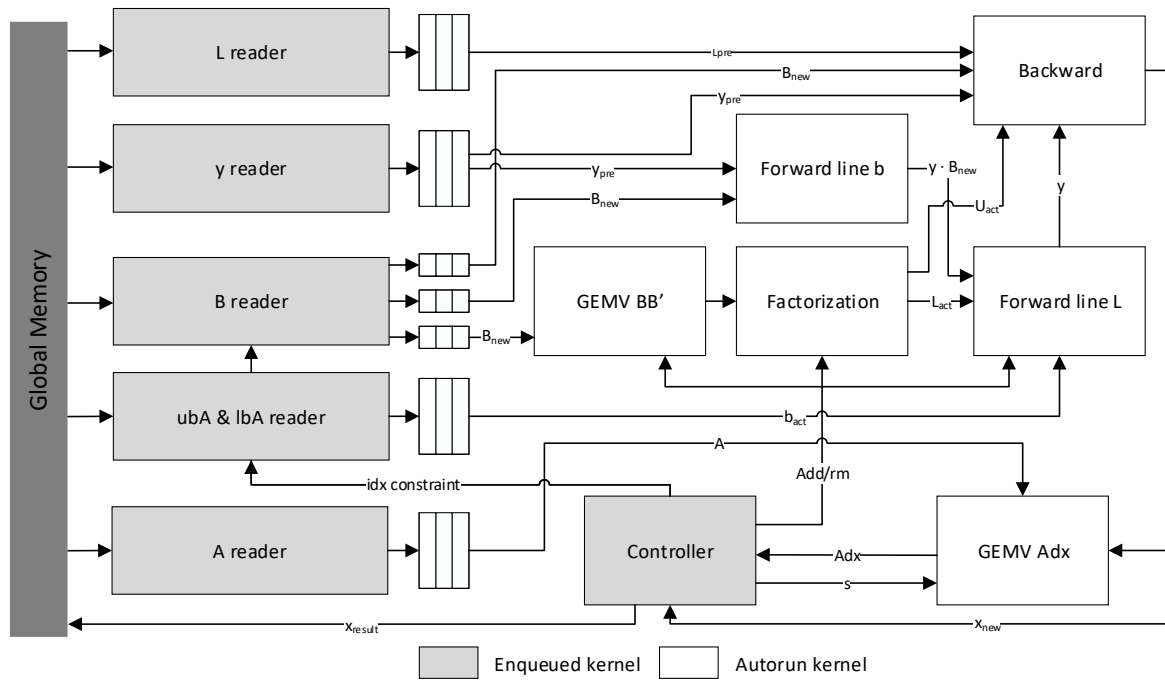 Global Memory
L reader
Lpre
Bnew
Backward
ypre
y reader
ypre
Forward line b
y · Bnew
y
Bnew
Uact
B reader
Bnew
GEMV BB’
Factorization
Lact
Forward line L
ubA & lbA reader
bact
A
idx constraint
Add/rm
A reader
Controller
Adx
s
GEMV Adx
xresult
xnew
Enqueued kernel
Autorun kernel